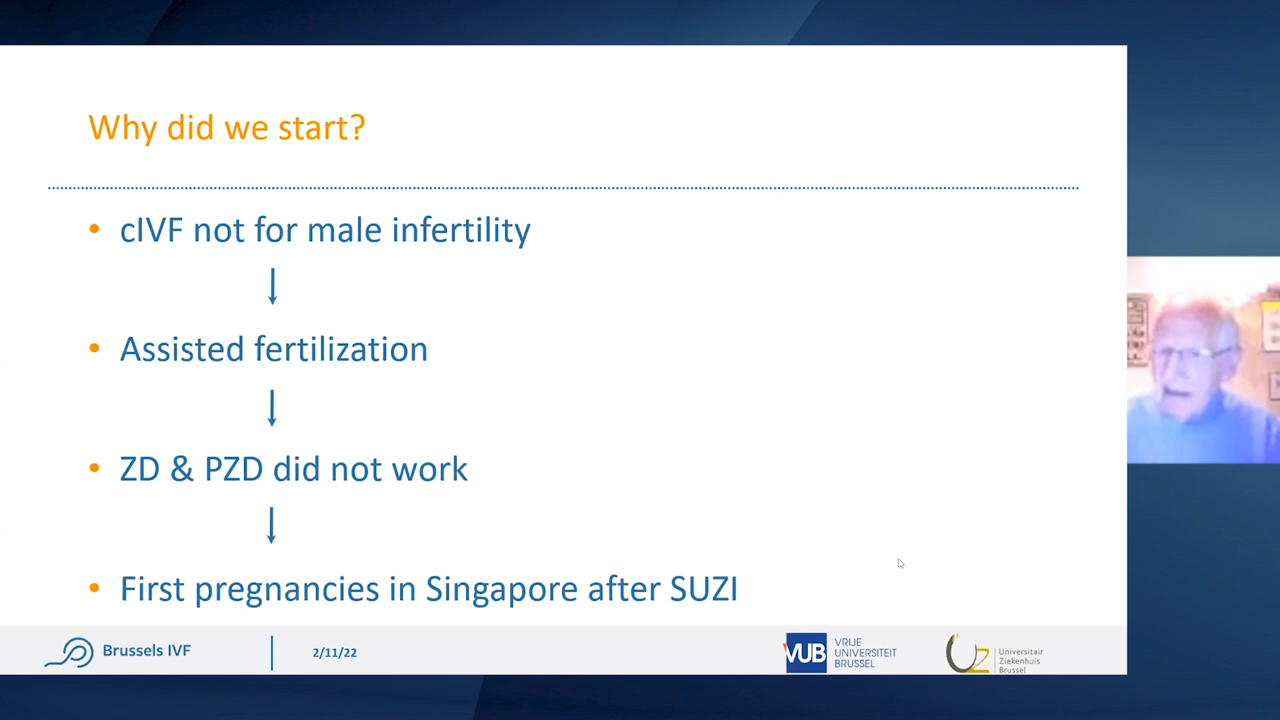 Why did we start?
• cIVF not for male infertility
• Assisted fertilization
• ZD & PZD did not work
• First pregnancies in Singapore after SUZI
Brussels IVF
2/11/22
VUB
VRIJE
UNIVERSITEIT
BRUSSEL
UZ
Universitair
Ziekenhuis
Brussel